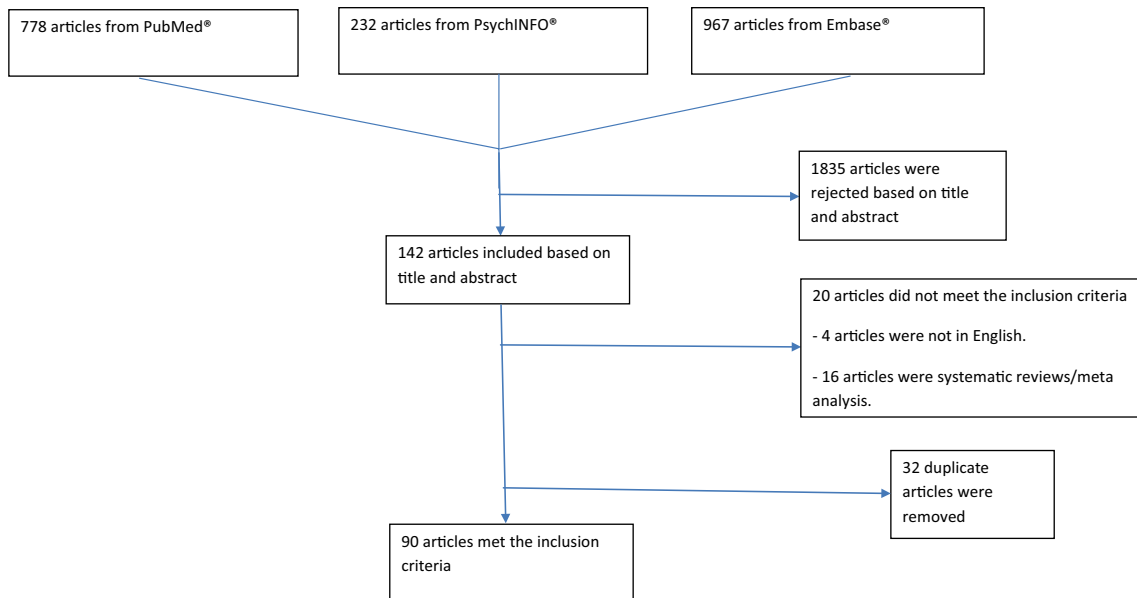 778 articles from PubMed®
232 articles from PsychINFO®
967 articles from Embase®
1835 articles were
rejected based on title
and abstract
142 articles included based on
title and abstract
20 articles did not meet the inclusion criteria
- 4 articles were not in English.
- 16 articles were systematic reviews/meta
analysis.
32 duplicate
articles were
removed
90 articles met the inclusion
criteria